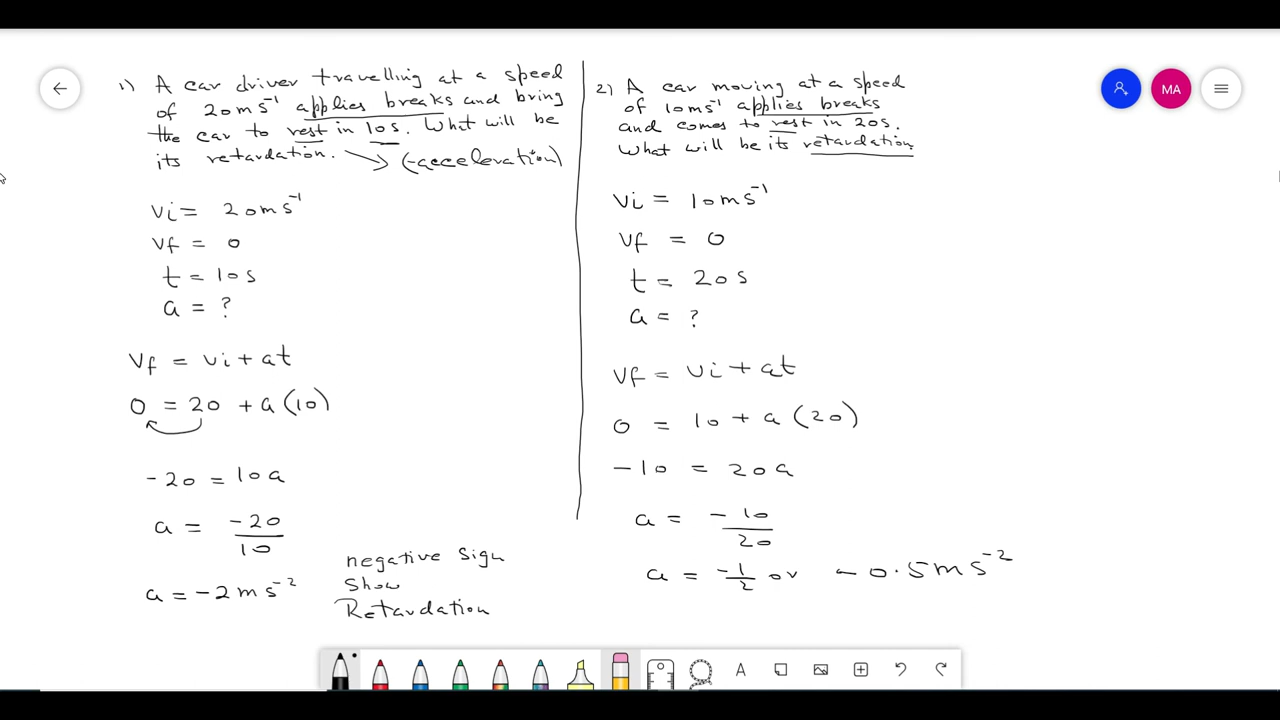 MA
1) A car driver travelling at a speed
of 20ms⁻¹ applies breaks and bring
the car to rest in 10s. What will be
its retardation. → (-acceleration)
vi = 20ms⁻¹
vf = 0
t = 10s
a = ?
vf = vi + at
0 = 20 + a(10)
-20 = 10a
a = -20/10
a = -2ms⁻²
negative sign
show
Retardation
2) A car moving at a speed
of 10ms⁻¹ applies breaks
and comes to rest in 20s.
What will be its retardation
vi = 10ms⁻¹
vf = 0
t = 20s
a = ?
vf = vi + at
0 = 10 + a(20)
-10 = 20a
a = -10/20
a = -1/2 or -0.5ms⁻²
A